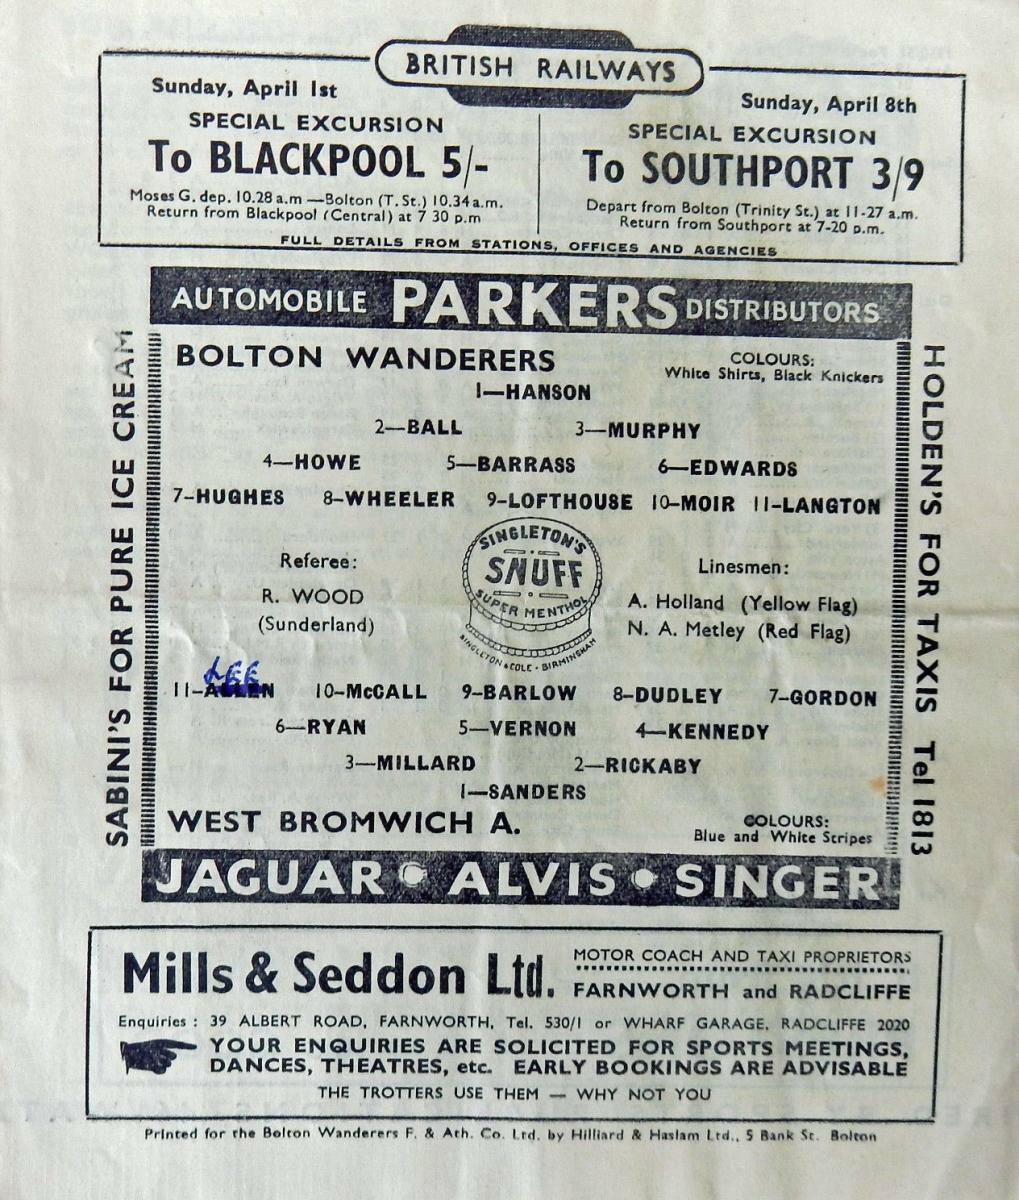 BRITISH RAILWAYS
Sunday, April 1st
SPECIAL EXCURSION
To BLACKPOOL 5/-
Moses G. dep. 10.28 a.m —Bolton (T. St.) 10.34 a.m.
Return from Blackpool (Central) at 7 30 p.m
Sunday, April 8th
SPECIAL EXCURSION
To SOUTHPORT 3/9
Depart from Bolton (Trinity St.) at 11-27 a.m.
Return from Southport at 7-20 p.m.
FULL DETAILS FROM STATIONS, OFFICES AND AGENCIES
AUTOMOBILE PARKERS DISTRIBUTORS
SABINI'S FOR PURE ICE CREAM
HOLDEN'S FOR TAXIS Tel 1813
BOLTON WANDERERS
COLOURS:
White Shirts, Black Knickers
1—HANSON
2—BALL 3—MURPHY
4—HOWE 5—BARRASS 6—EDWARDS
7-HUGHES 8-WHEELER 9-LOFTHOUSE 10-MOIR 11-LANGTON
Referee:
R. WOOD
(Sunderland)
SINGLETON'S
SNUFF
SUPER MENTHOL
SINGLETON & COLE · BIRMINGHAM
Linesmen:
A. Holland (Yellow Flag)
N. A. Metley (Red Flag)
LEE
11-ALLEN 10-McCALL 9-BARLOW 8-DUDLEY 7-GORDON
6—RYAN 5—VERNON 4—KENNEDY
3—MILLARD 2—RICKABY
1—SANDERS
WEST BROMWICH A.
COLOURS:
Blue and White Stripes
JAGUAR • ALVIS • SINGER
Mills & Seddon Ltd.
MOTOR COACH AND TAXI PROPRIETORS
FARNWORTH and RADCLIFFE
Enquiries : 39 ALBERT ROAD, FARNWORTH, Tel. 530/1 or WHARF GARAGE, RADCLIFFE 2020
YOUR ENQUIRIES ARE SOLICITED FOR SPORTS MEETINGS,
DANCES, THEATRES, etc. EARLY BOOKINGS ARE ADVISABLE
THE TROTTERS USE THEM — WHY NOT YOU
Printed for the Bolton Wanderers F. & Ath. Co. Ltd. by Hilliard & Haslam Ltd., 5 Bank St. Bolton